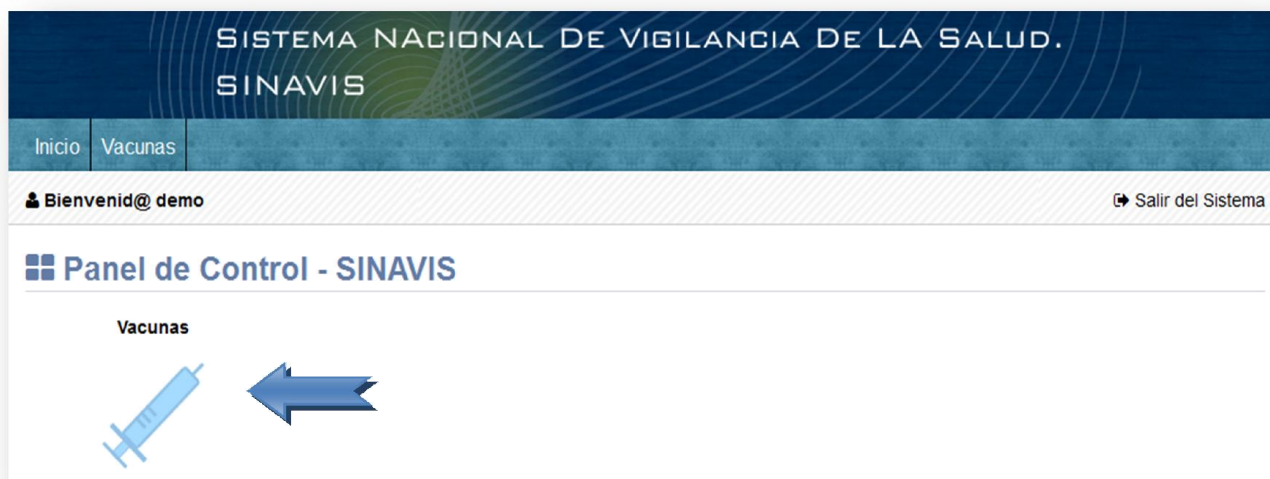 SISTEMA NACIONAL DE VIGILANCIA DE LA SALUD.
SINAVIS
Inicio Vacunas
Bienvenid@ demo Salir del Sistema
Panel de Control - SINAVIS
Vacunas